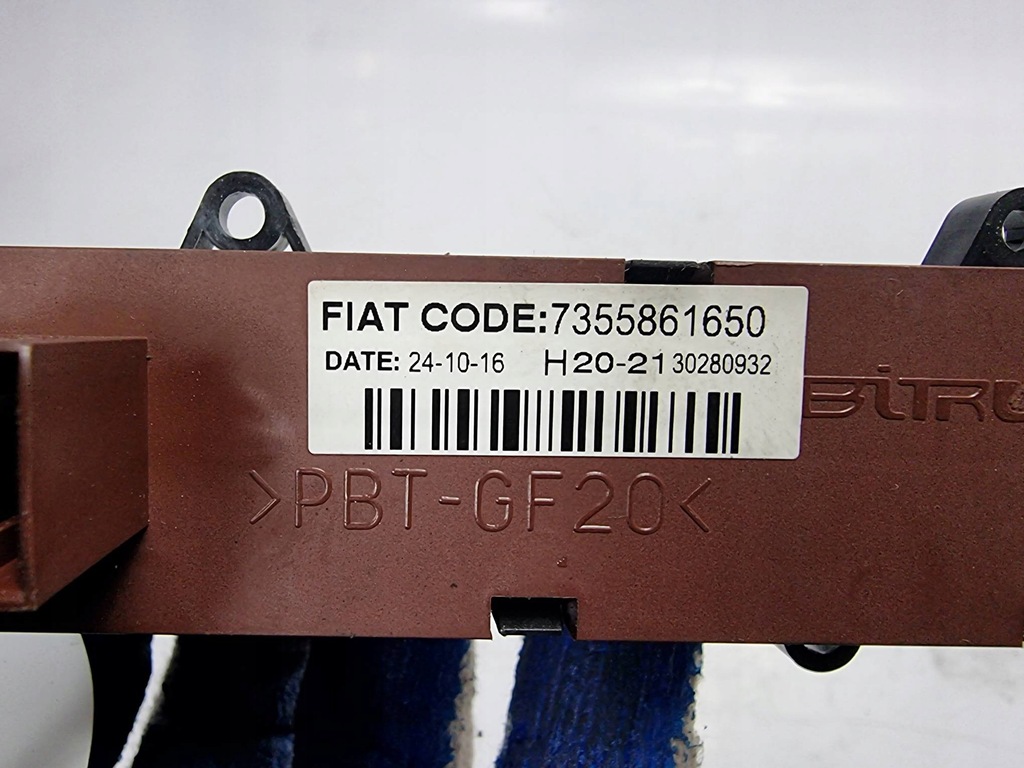 FIAT CODE:7355861650
DATE: 24-10-16 H20-21 30280932
>PBT-GF20<